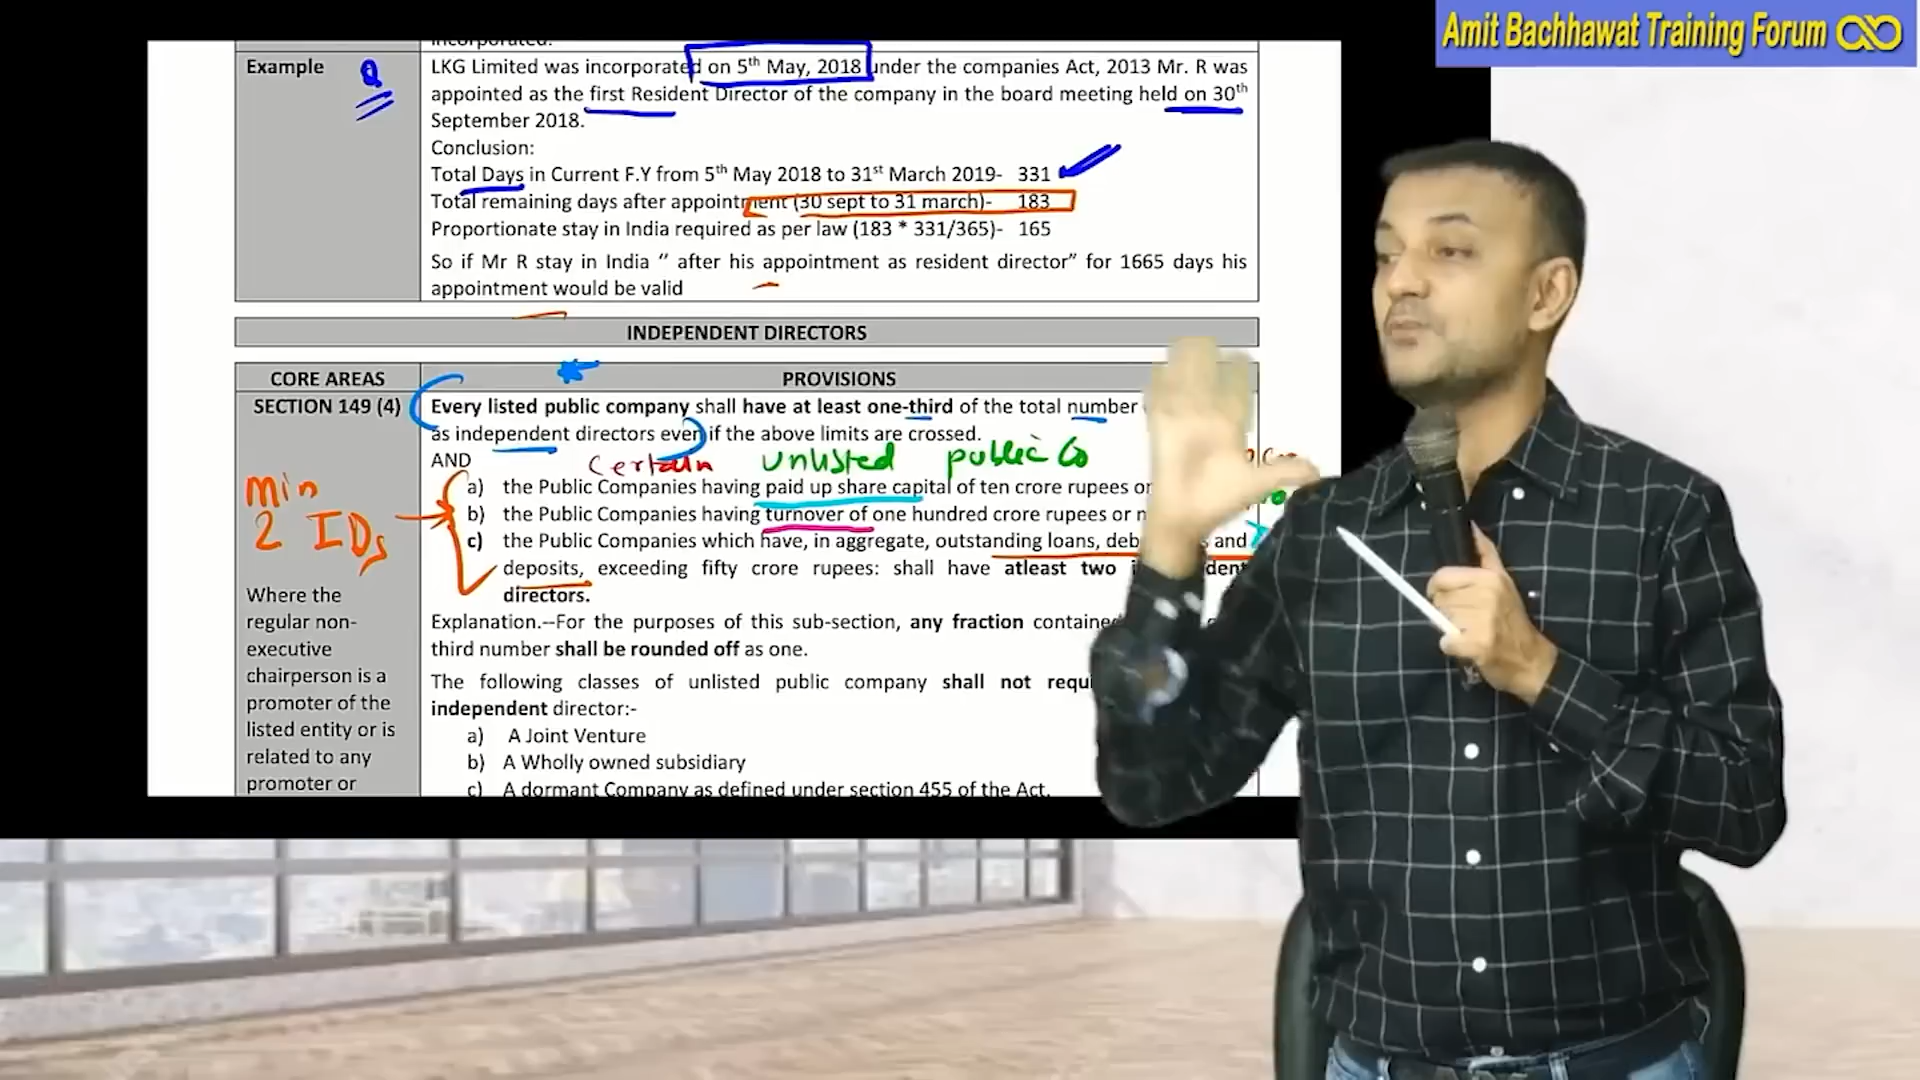 Amit Bachhawat Training Forum
incorporated.
Example
Q
LKG Limited was incorporated on 5th May, 2018 under the companies Act, 2013 Mr. R was
appointed as the first Resident Director of the company in the board meeting held on 30th
September 2018.
Conclusion:
Total Days in Current F.Y from 5th May 2018 to 31st March 2019- 331
Total remaining days after appointment (30 sept to 31 march)- 183
Proportionate stay in India required as per law (183 * 331/365)- 165
So if Mr R stay in India “ after his appointment as resident director” for 1665 days his
appointment would be valid
INDEPENDENT DIRECTORS
CORE AREAS
PROVISIONS
SECTION 149 (4)
Every listed public company shall have at least one-third of the total number
as independent directors even if the above limits are crossed.
AND
Certain unlisted public Co
Min
2 IDs
a) the Public Companies having paid up share capital of ten crore rupees or
b) the Public Companies having turnover of one hundred crore rupees or
c) the Public Companies which have, in aggregate, outstanding loans, and
deposits, exceeding fifty crore rupees: shall have atleast two
directors.
Explanation.--For the purposes of this sub-section, any fraction
third number shall be rounded off as one.
The following classes of unlisted public company shall not
independent director:-
a) A Joint Venture
b) A Wholly owned subsidiary
c) A dormant Company as defined under section 455 of the Act.
Where the
regular non-
executive
chairperson is a
promoter of the
listed entity or is
related to any
promoter or